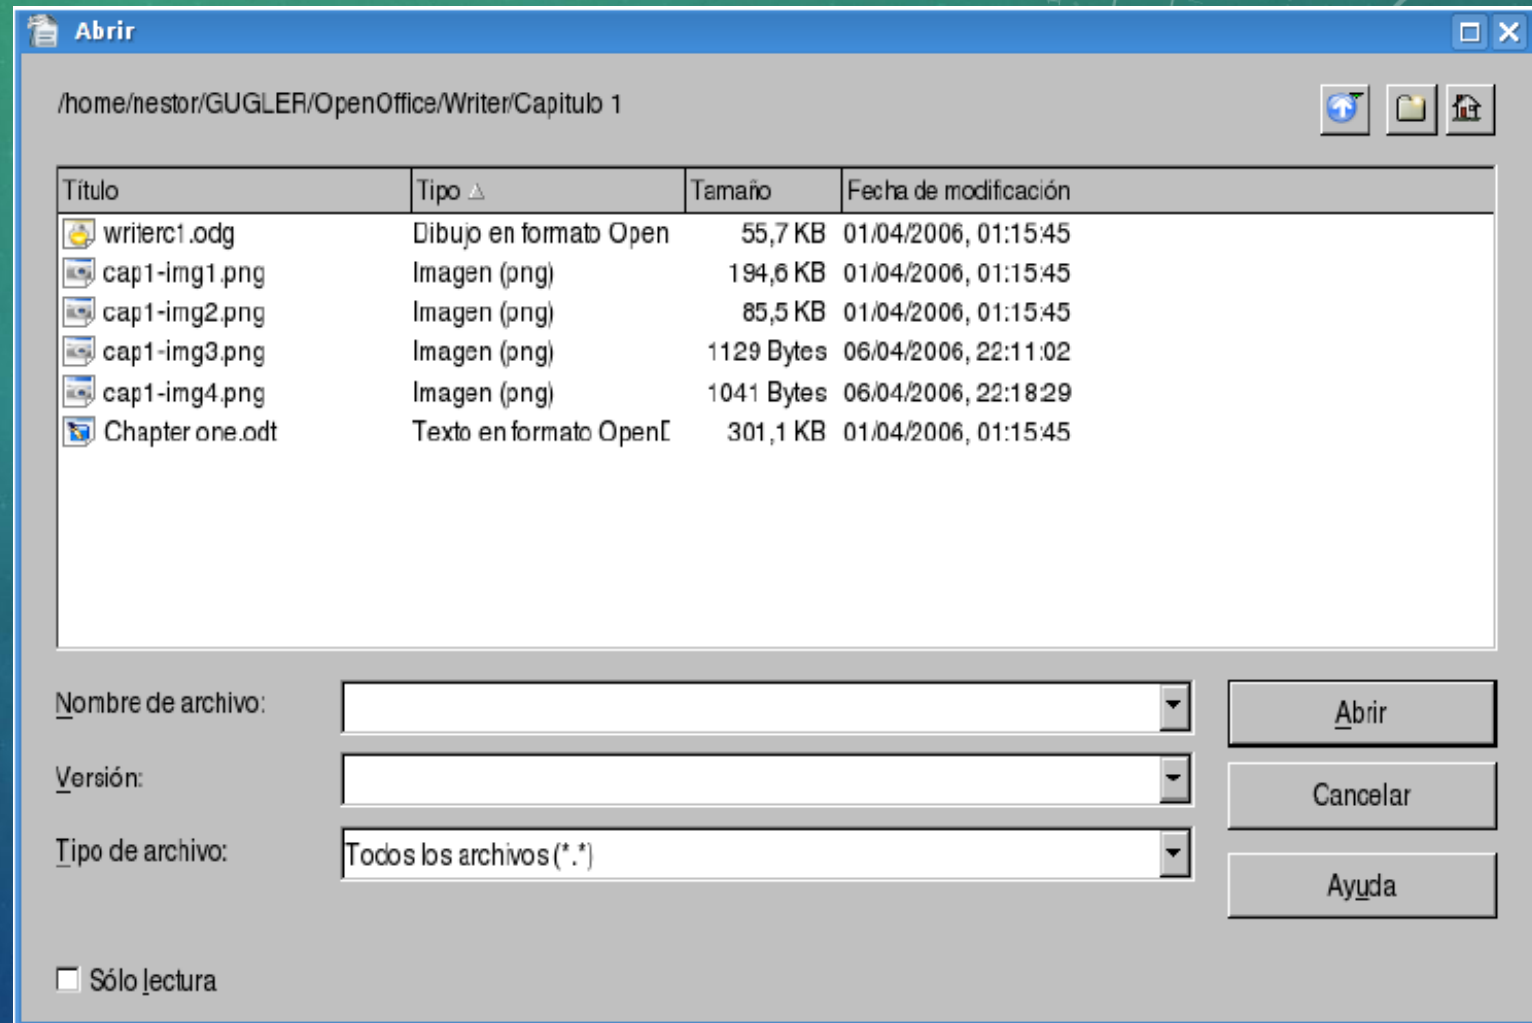 Abrir
/home/nestor/GUGLER/OpenOffice/Writer/Capitulo 1
Título Tipo Tamaño Fecha de modificación
writerc1.odg Dibujo en formato Open 55,7 KB 01/04/2006, 01:15:45
cap1-img1.png Imagen (png) 194,6 KB 01/04/2006, 01:15:45
cap1-img2.png Imagen (png) 85,5 KB 01/04/2006, 01:15:45
cap1-img3.png Imagen (png) 1129 Bytes 06/04/2006, 22:11:02
cap1-img4.png Imagen (png) 1041 Bytes 06/04/2006, 22:18:29
Chapter one.odt Texto en formato OpenD 301,1 KB 01/04/2006, 01:15:45
Nombre de archivo:
Abrir
Versión:
Cancelar
Tipo de archivo: Todos los archivos (*.*)
Ayuda
Sólo lectura